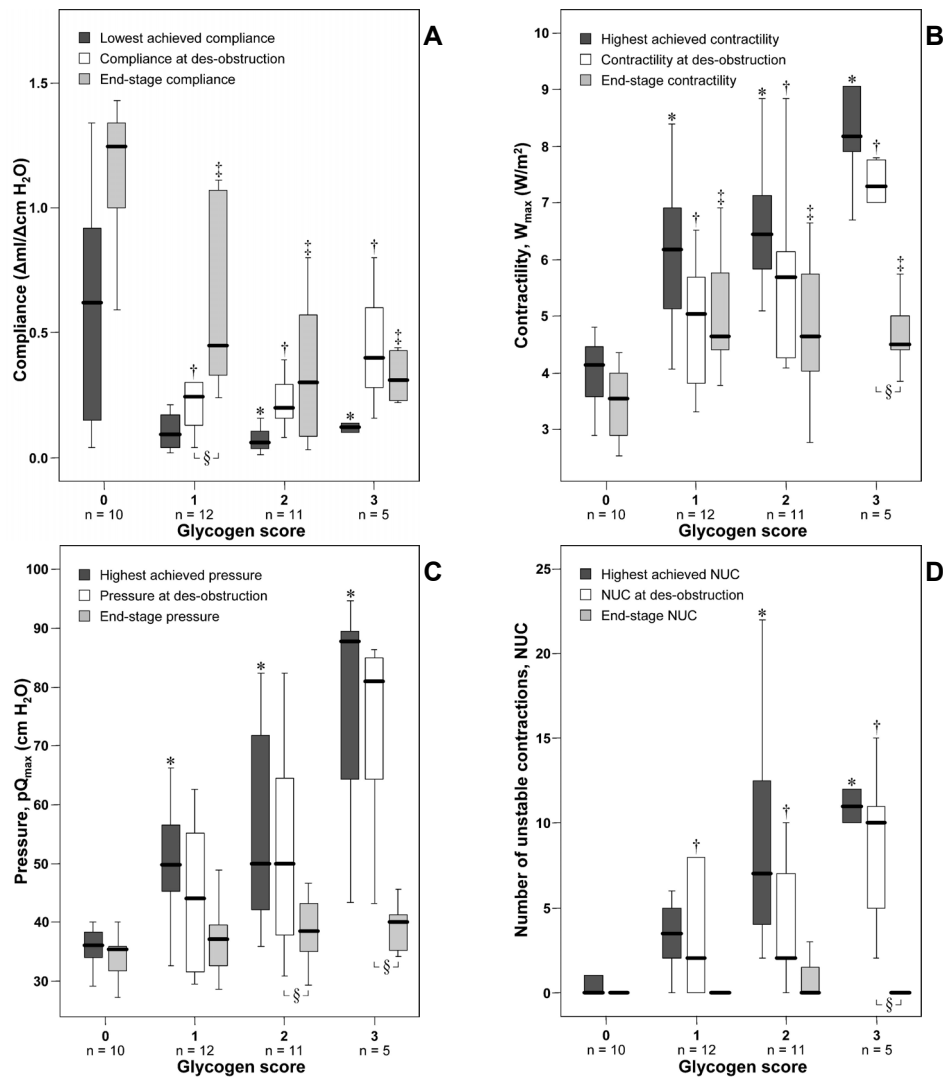 A
Lowest achieved compliance
Compliance at des-obstruction
End-stage compliance
Compliance (Δml/Δcm H2O)
1.5
1.0
0.5
0.0
‡
†
†
‡
†
‡
*
*
§
0 1 2 3
n = 10 n = 12 n = 11 n = 5
Glycogen score
B
Highest achieved contractility
Contractility at des-obstruction
End-stage contractility
Contractility, Wmax (W/m²)
10
9
8
7
6
5
4
3
*
†
‡
*
†
‡
*
†
‡
§
0 1 2 3
n = 10 n = 12 n = 11 n = 5
Glycogen score
C
Highest achieved pressure
Pressure at des-obstruction
End-stage pressure
Pressure, pQmax (cm H2O)
100
90
80
70
60
50
40
30
*
*
*
§
§
0 1 2 3
n = 10 n = 12 n = 11 n = 5
Glycogen score
D
Highest achieved NUC
NUC at des-obstruction
End-stage NUC
Number of unstable contractions, NUC
25
20
15
10
5
0
†
*
†
*
†
§
0 1 2 3
n = 10 n = 12 n = 11 n = 5
Glycogen score